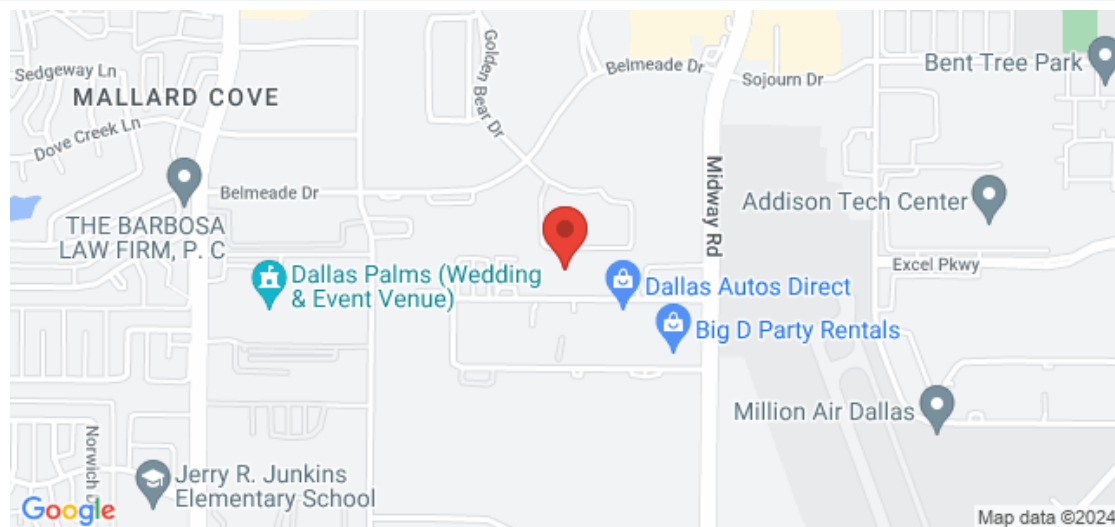 Sedgeway Ln
MALLARD COVE
Dove Creek Ln
Golden Bear Dr
Belmeade Dr
Sojourn Dr
Bent Tree Park
Belmeade Dr
THE BARBOSA
LAW FIRM, P. C
Midway Rd
Addison Tech Center
Excel Pkwy
Dallas Palms (Wedding
& Event Venue)
Dallas Autos Direct
Big D Party Rentals
Million Air Dallas
Norwich
Jerry R. Junkins
Elementary School
Google
Map data ©2024